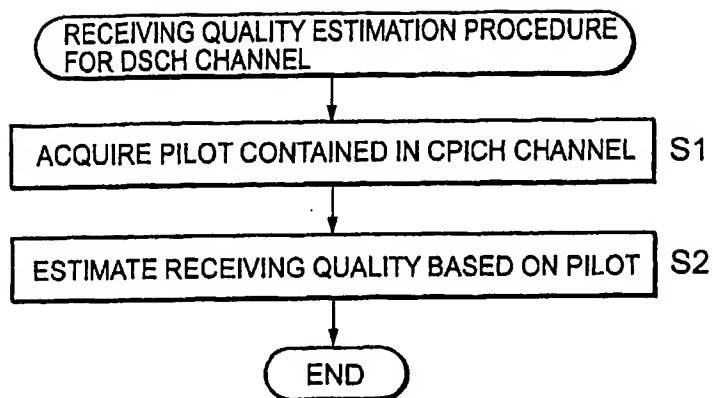 RECEIVING QUALITY ESTIMATION PROCEDURE
FOR DSCH CHANNEL
ACQUIRE PILOT CONTAINED IN CPICH CHANNEL S1
ESTIMATE RECEIVING QUALITY BASED ON PILOT S2
END